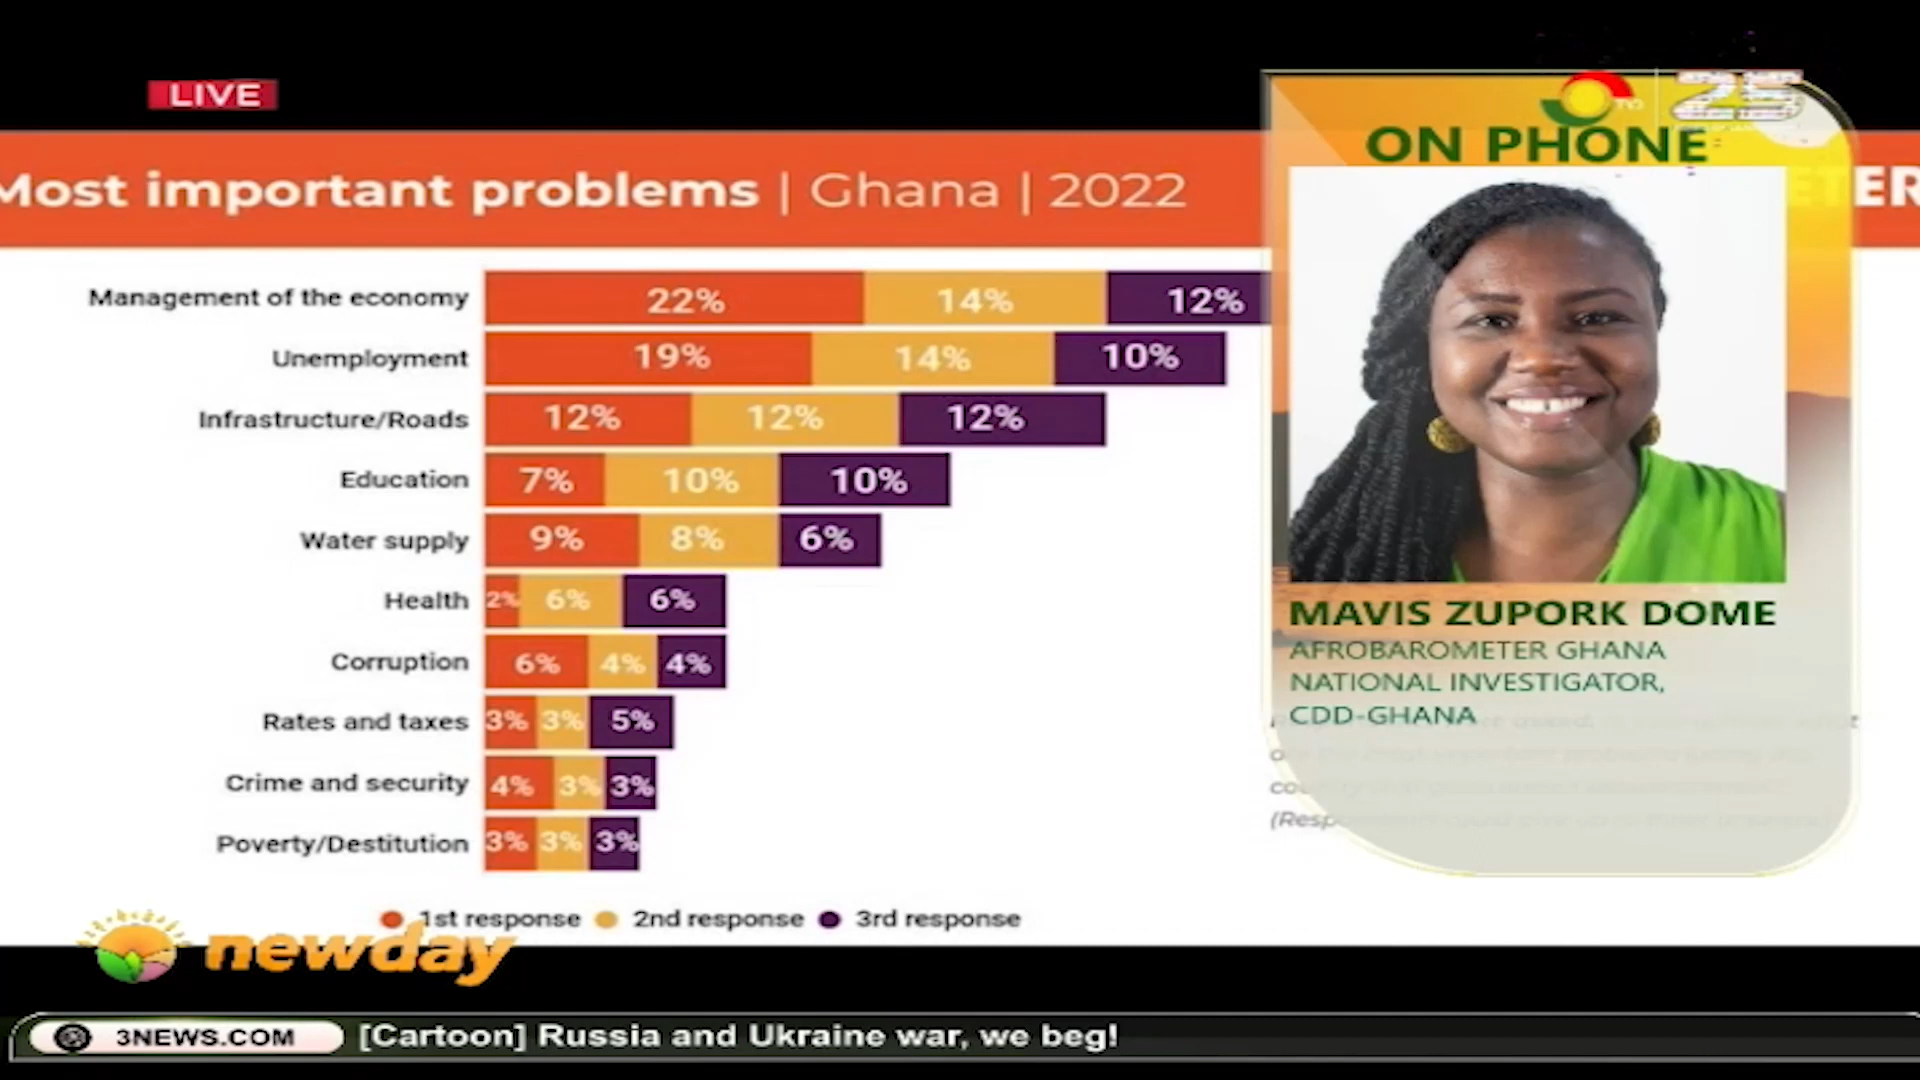 LIVE
25
ON PHONE
Most important problems | Ghana | 2022
ETER
Management of the economy 22% 14% 12%
Unemployment 19% 14% 10%
Infrastructure/Roads 12% 12% 12%
Education 7% 10% 10%
Water supply 9% 8% 6%
Health 2% 6% 6%
Corruption 6% 4% 4%
Rates and taxes 3% 3% 5%
Crime and security 4% 3% 3%
Poverty/Destitution 3% 3% 3%
1st response 2nd response 3rd response
MAVIS ZUPORK DOME
AFROBAROMETER GHANA
NATIONAL INVESTIGATOR,
CDD-GHANA
(Resp
newday
3NEWS.COM [Cartoon] Russia and Ukraine war, we beg!